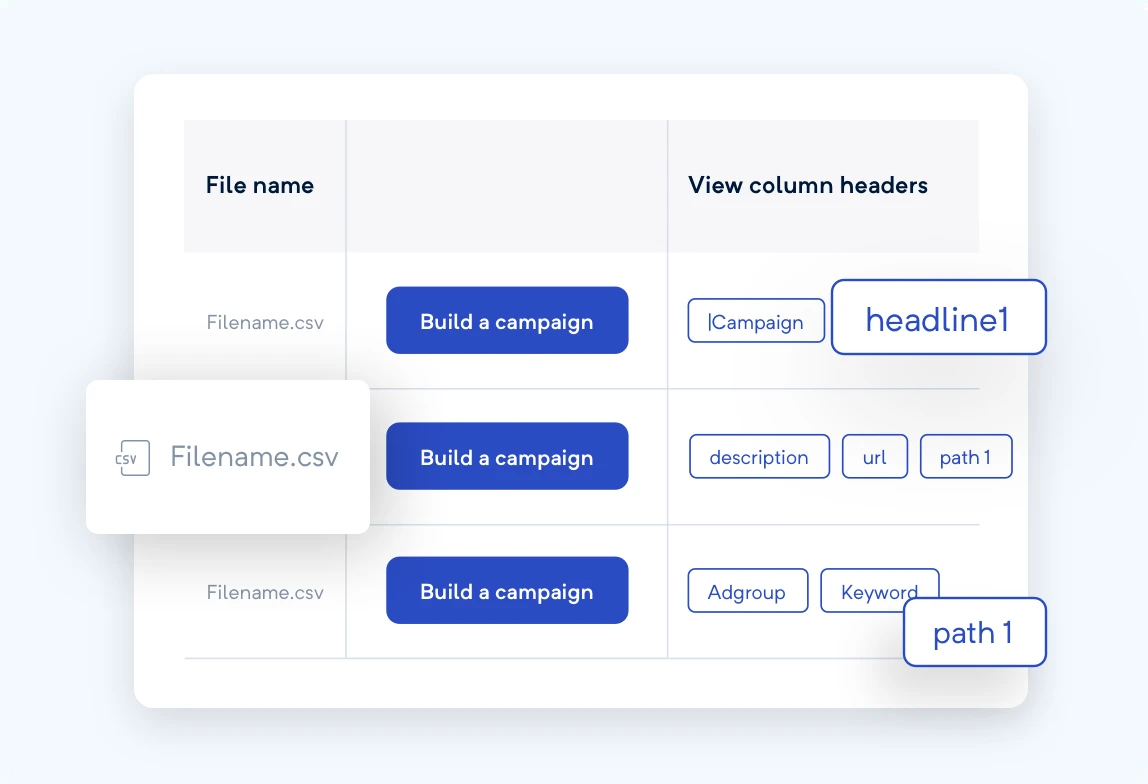 File name
View column headers
Filename.csv
Build a campaign
|Campaign
headline1
CSV
Filename.csv
Build a campaign
description
url
path 1
Filename.csv
Build a campaign
Adgroup
Keyword
path 1